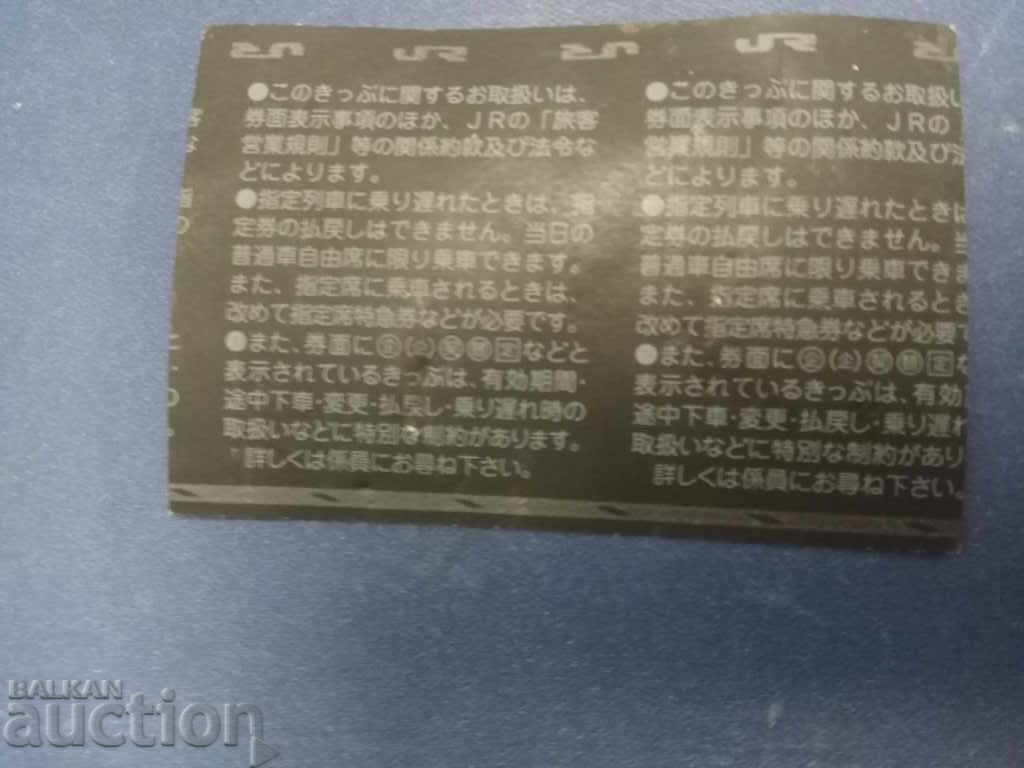 JR JR JR JR JR
●このきっぷに関するお取扱いは、
券面表示事項のほか、JRの「旅客
営業規則」等の関係約款及び法令な
どによります。
●指定列車に乗り遅れたときは、指
定券の払戻しはできません。当日の
普通車自由席に限り乗車できます。
また、指定席に乗車されるときは、
改めて指定席特急券などが必要です。
●また、券面に などと
表示されているきっぷは、有効期間・
途中下車・変更・払戻し・乗り遅れ時の
取扱いなどに特別な制約があります。
詳しくは係員にお尋ね下さい。
●このきっぷに関するお取扱い
券面表示事項のほか、JRの
営業規則」等の関係約款及び法
どによります。
●指定列車に乗り遅れたときは
定券の払戻しはできません。当
普通車自由席に限り乗車できま
また、指定席に乗車されるとき
改めて指定席特急券などが必要で
●また、券面に な
表示されているきっぷは、有効
途中下車・変更・払戻し・乗り遅れ
取扱いなどに特別な制約があり
詳しくは係員にお尋ね下さい。
BALKAN
auction